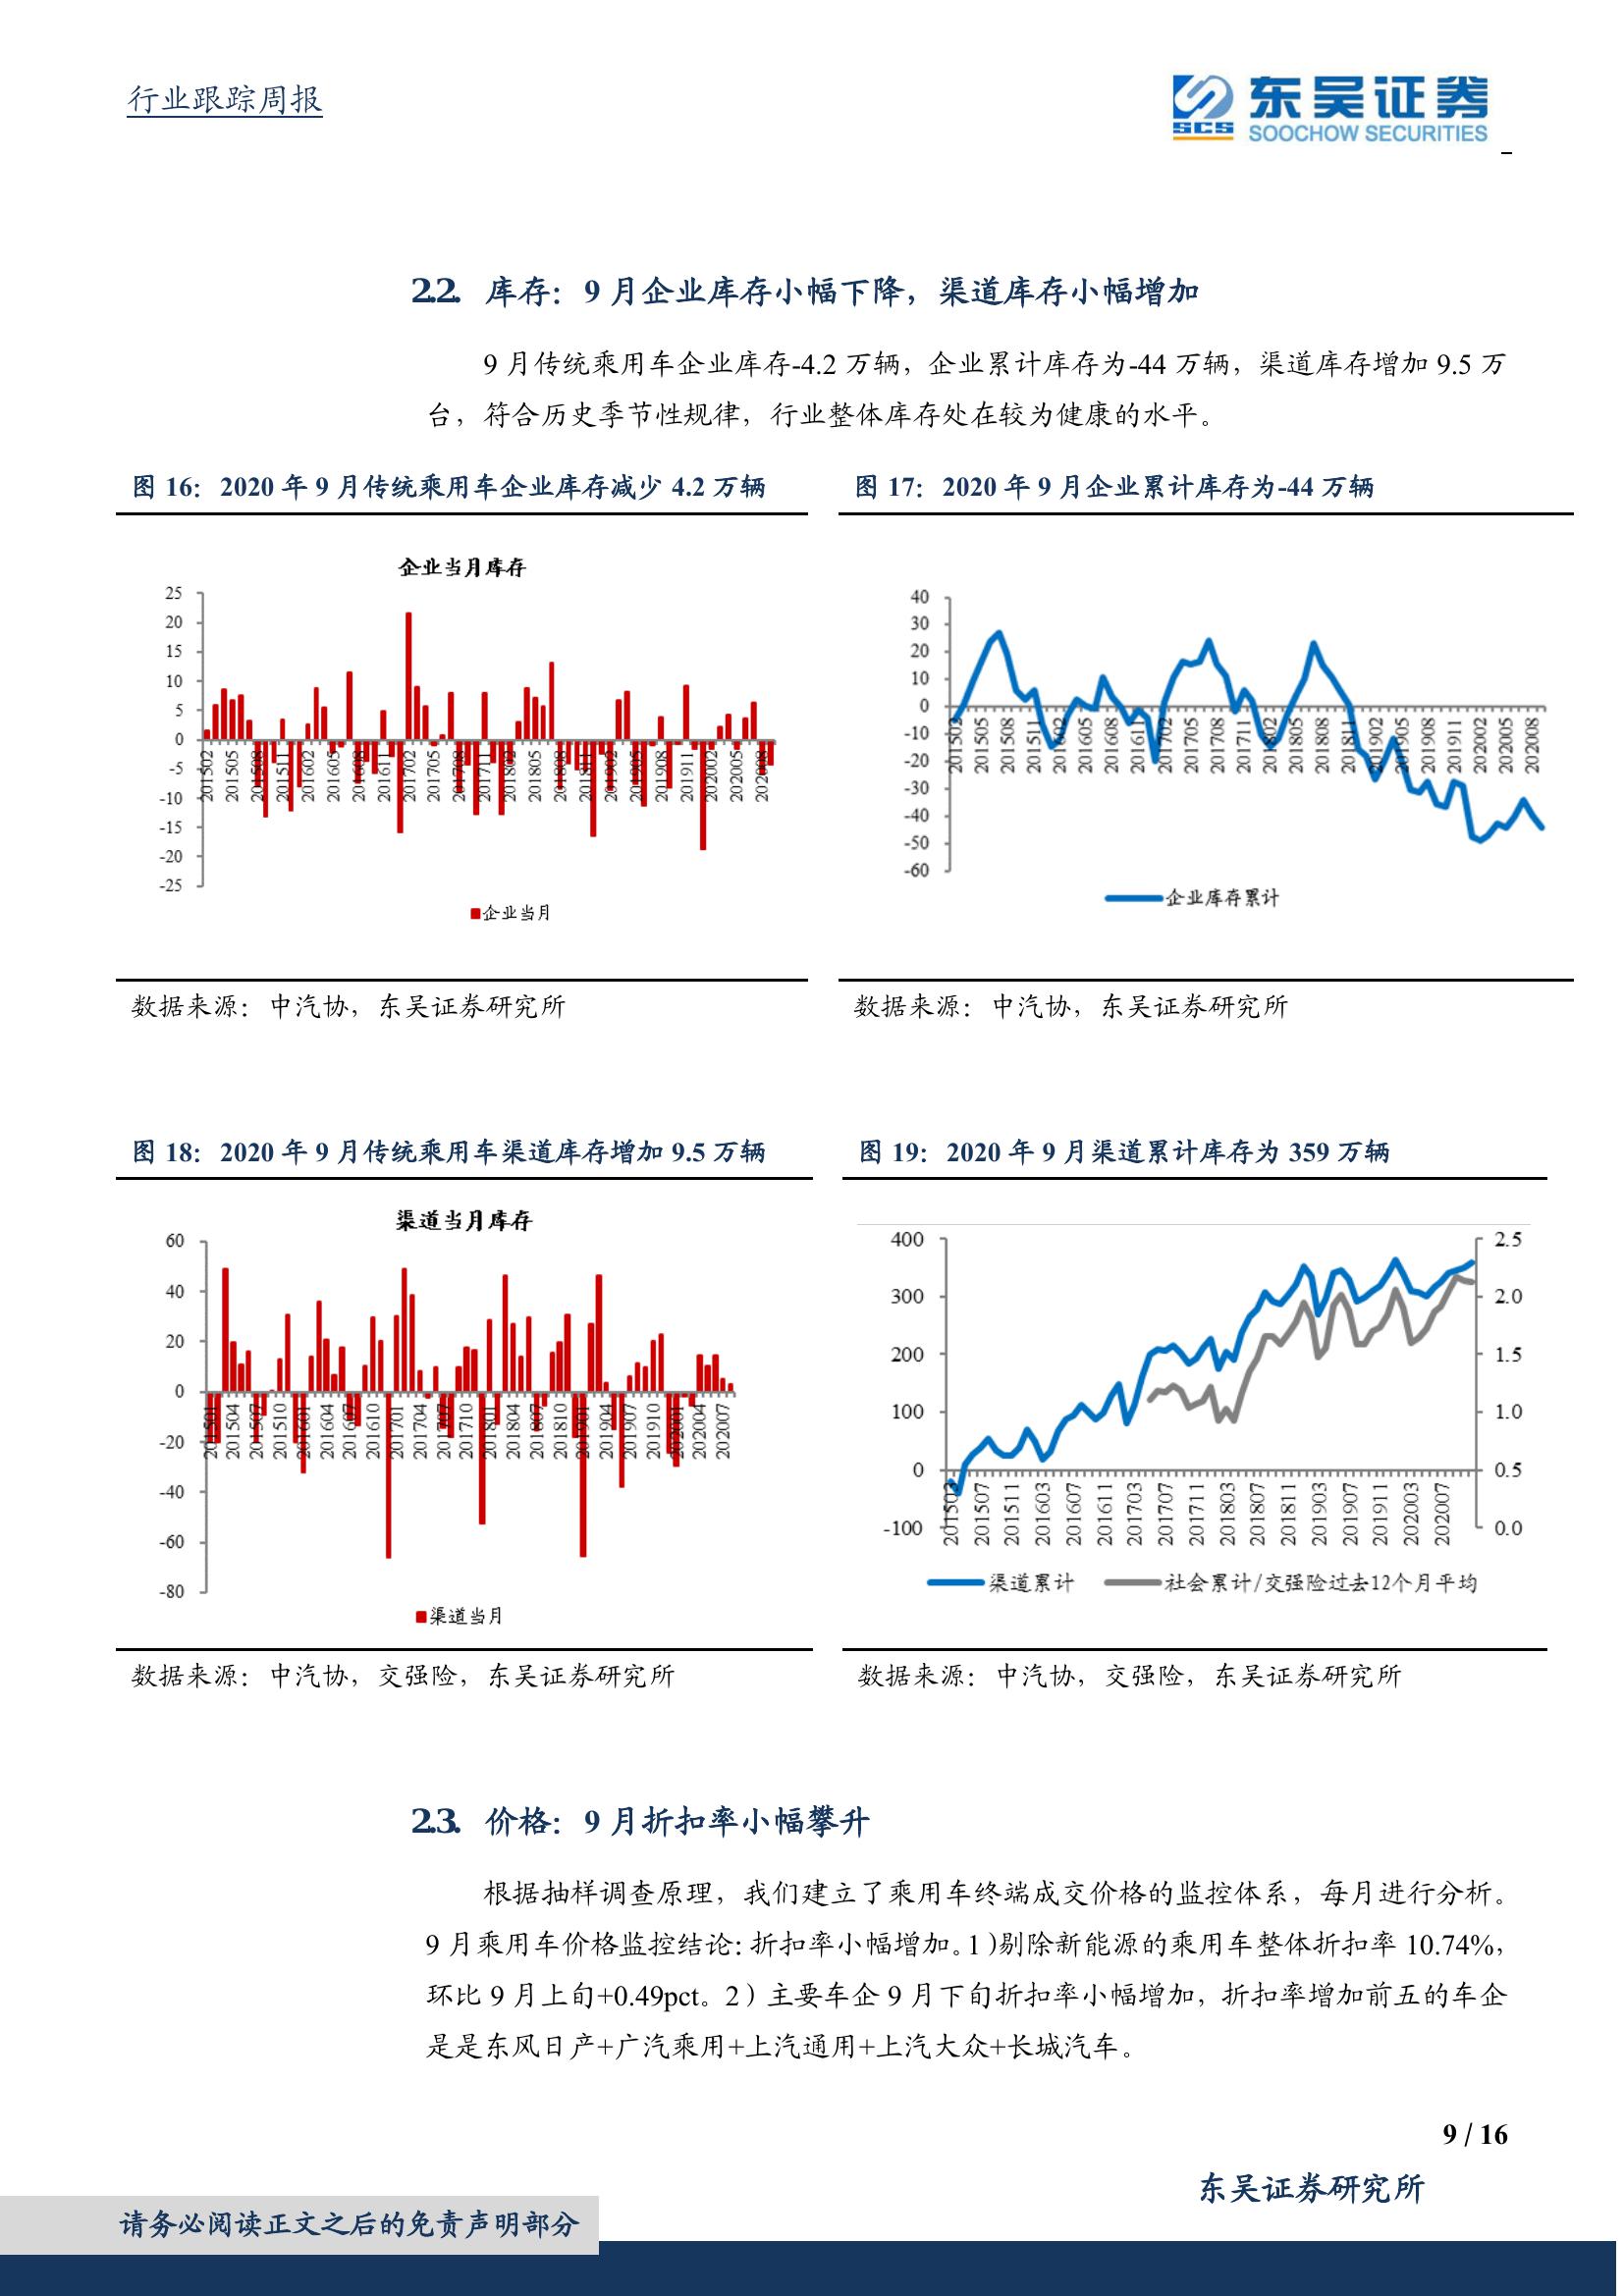 行业跟踪周报
SCS 东吴证券
SOOCHOW SECURITIES
2.2. 库存：9 月企业库存小幅下降，渠道库存小幅增加
9 月传统乘用车企业库存-4.2 万辆，企业累计库存为-44 万辆，渠道库存增加 9.5 万
台，符合历史季节性规律，行业整体库存处在较为健康的水平。
图 16：2020 年 9 月传统乘用车企业库存减少 4.2 万辆
企业当月库存
25
20
15
10
5
0
-5
-10
-15
-20
-25
201502 201505 201508 201511 201602 201605 201608 201611 201702 201705 201708 201711 201802 201805 201808 201811 201902 201905 201908 201911 202002 202005 202008
企业当月
数据来源：中汽协，东吴证券研究所
图 17：2020 年 9 月企业累计库存为-44 万辆
40
30
20
10
0
-10
-20
-30
-40
-50
-60
201502 201505 201508 201511 201602 201605 201608 201611 201702 201705 201708 201711 201802 201805 201808 201811 201902 201905 201908 201911 202002 202005 202008
企业库存累计
数据来源：中汽协，东吴证券研究所
图 18：2020 年 9 月传统乘用车渠道库存增加 9.5 万辆
渠道当月库存
60
40
20
0
-20
-40
-60
-80
201501 201504 201507 201510 201601 201604 201607 201610 201701 201704 201707 201710 201801 201804 201807 201810 201901 201904 201907 201910 202001 202004 202007
渠道当月
数据来源：中汽协，交强险，东吴证券研究所
图 19：2020 年 9 月渠道累计库存为 359 万辆
400
300
200
100
0
-100
2.5
2.0
1.5
1.0
0.5
0.0
201503 201507 201511 201603 201607 201611 201703 201707 201711 201803 201807 201811 201903 201907 201911 202003 202007
渠道累计 社会累计/交强险过去12个月平均
数据来源：中汽协，交强险，东吴证券研究所
2.3. 价格：9 月折扣率小幅攀升
根据抽样调查原理，我们建立了乘用车终端成交价格的监控体系，每月进行分析。
9 月乘用车价格监控结论：折扣率小幅增加。1）剔除新能源的乘用车整体折扣率 10.74%，
环比 9 月上旬+0.49pct。2）主要车企 9 月下旬折扣率小幅增加，折扣率增加前五的车企
是是东风日产+广汽乘用+上汽通用+上汽大众+长城汽车。
9 / 16
东吴证券研究所
请务必阅读正文之后的免责声明部分